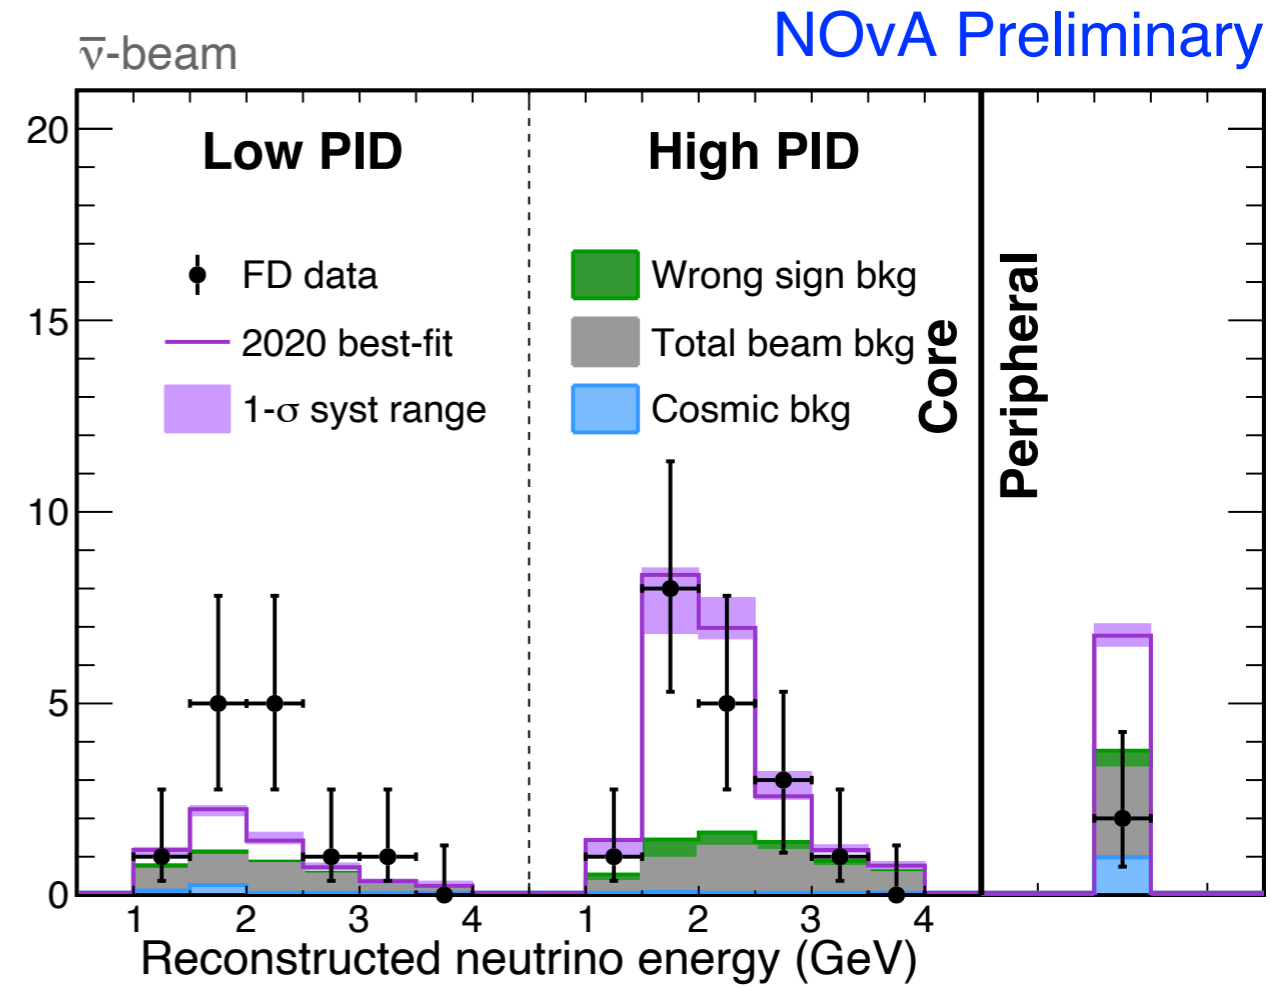 NOvA Preliminary
ν̅-beam
Low PID
High PID
FD data
2020 best-fit
1-σ syst range
Wrong sign bkg
Total beam bkg
Cosmic bkg
Core
Peripheral
20
15
10
5
0
1 2 3 4 1 2 3 4
Reconstructed neutrino energy (GeV)